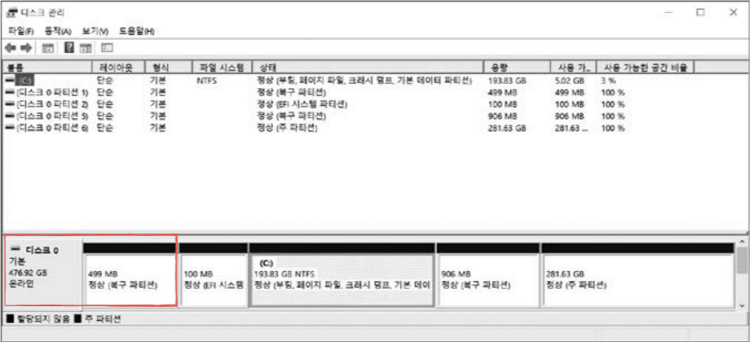 디스크 관리
파일(F) 동작(A) 보기(V) 도움말(H)
볼륨 레이아웃 형식 파일 시스템 상태 용량 사용 가... 사용 가능한 공간 비율
(C:) 단순 기본 NTFS 정상 (부팅, 페이지 파일, 크래시 덤프, 기본 데이터 파티션) 193.83 GB 5.02 GB 3 %
(디스크 0 파티션 1) 단순 기본 정상 (복구 파티션) 499 MB 499 MB 100 %
(디스크 0 파티션 2) 단순 기본 정상 (EFI 시스템 파티션) 100 MB 100 MB 100 %
(디스크 0 파티션 5) 단순 기본 정상 (복구 파티션) 906 MB 906 MB 100 %
(디스크 0 파티션 6) 단순 기본 정상 (주 파티션) 281.63 GB 281.63 ... 100 %
디스크 0
기본
476.92 GB
온라인
499 MB
정상 (복구 파티션)
100 MB
정상 (EFI 시스템
(C:)
193.83 GB NTFS
정상 (부팅, 페이지 파일, 크래시 덤프, 기본 데이
906 MB
정상 (복구 파티션)
281.63 GB
정상 (주 파티션)
할당되지 않음 주 파티션